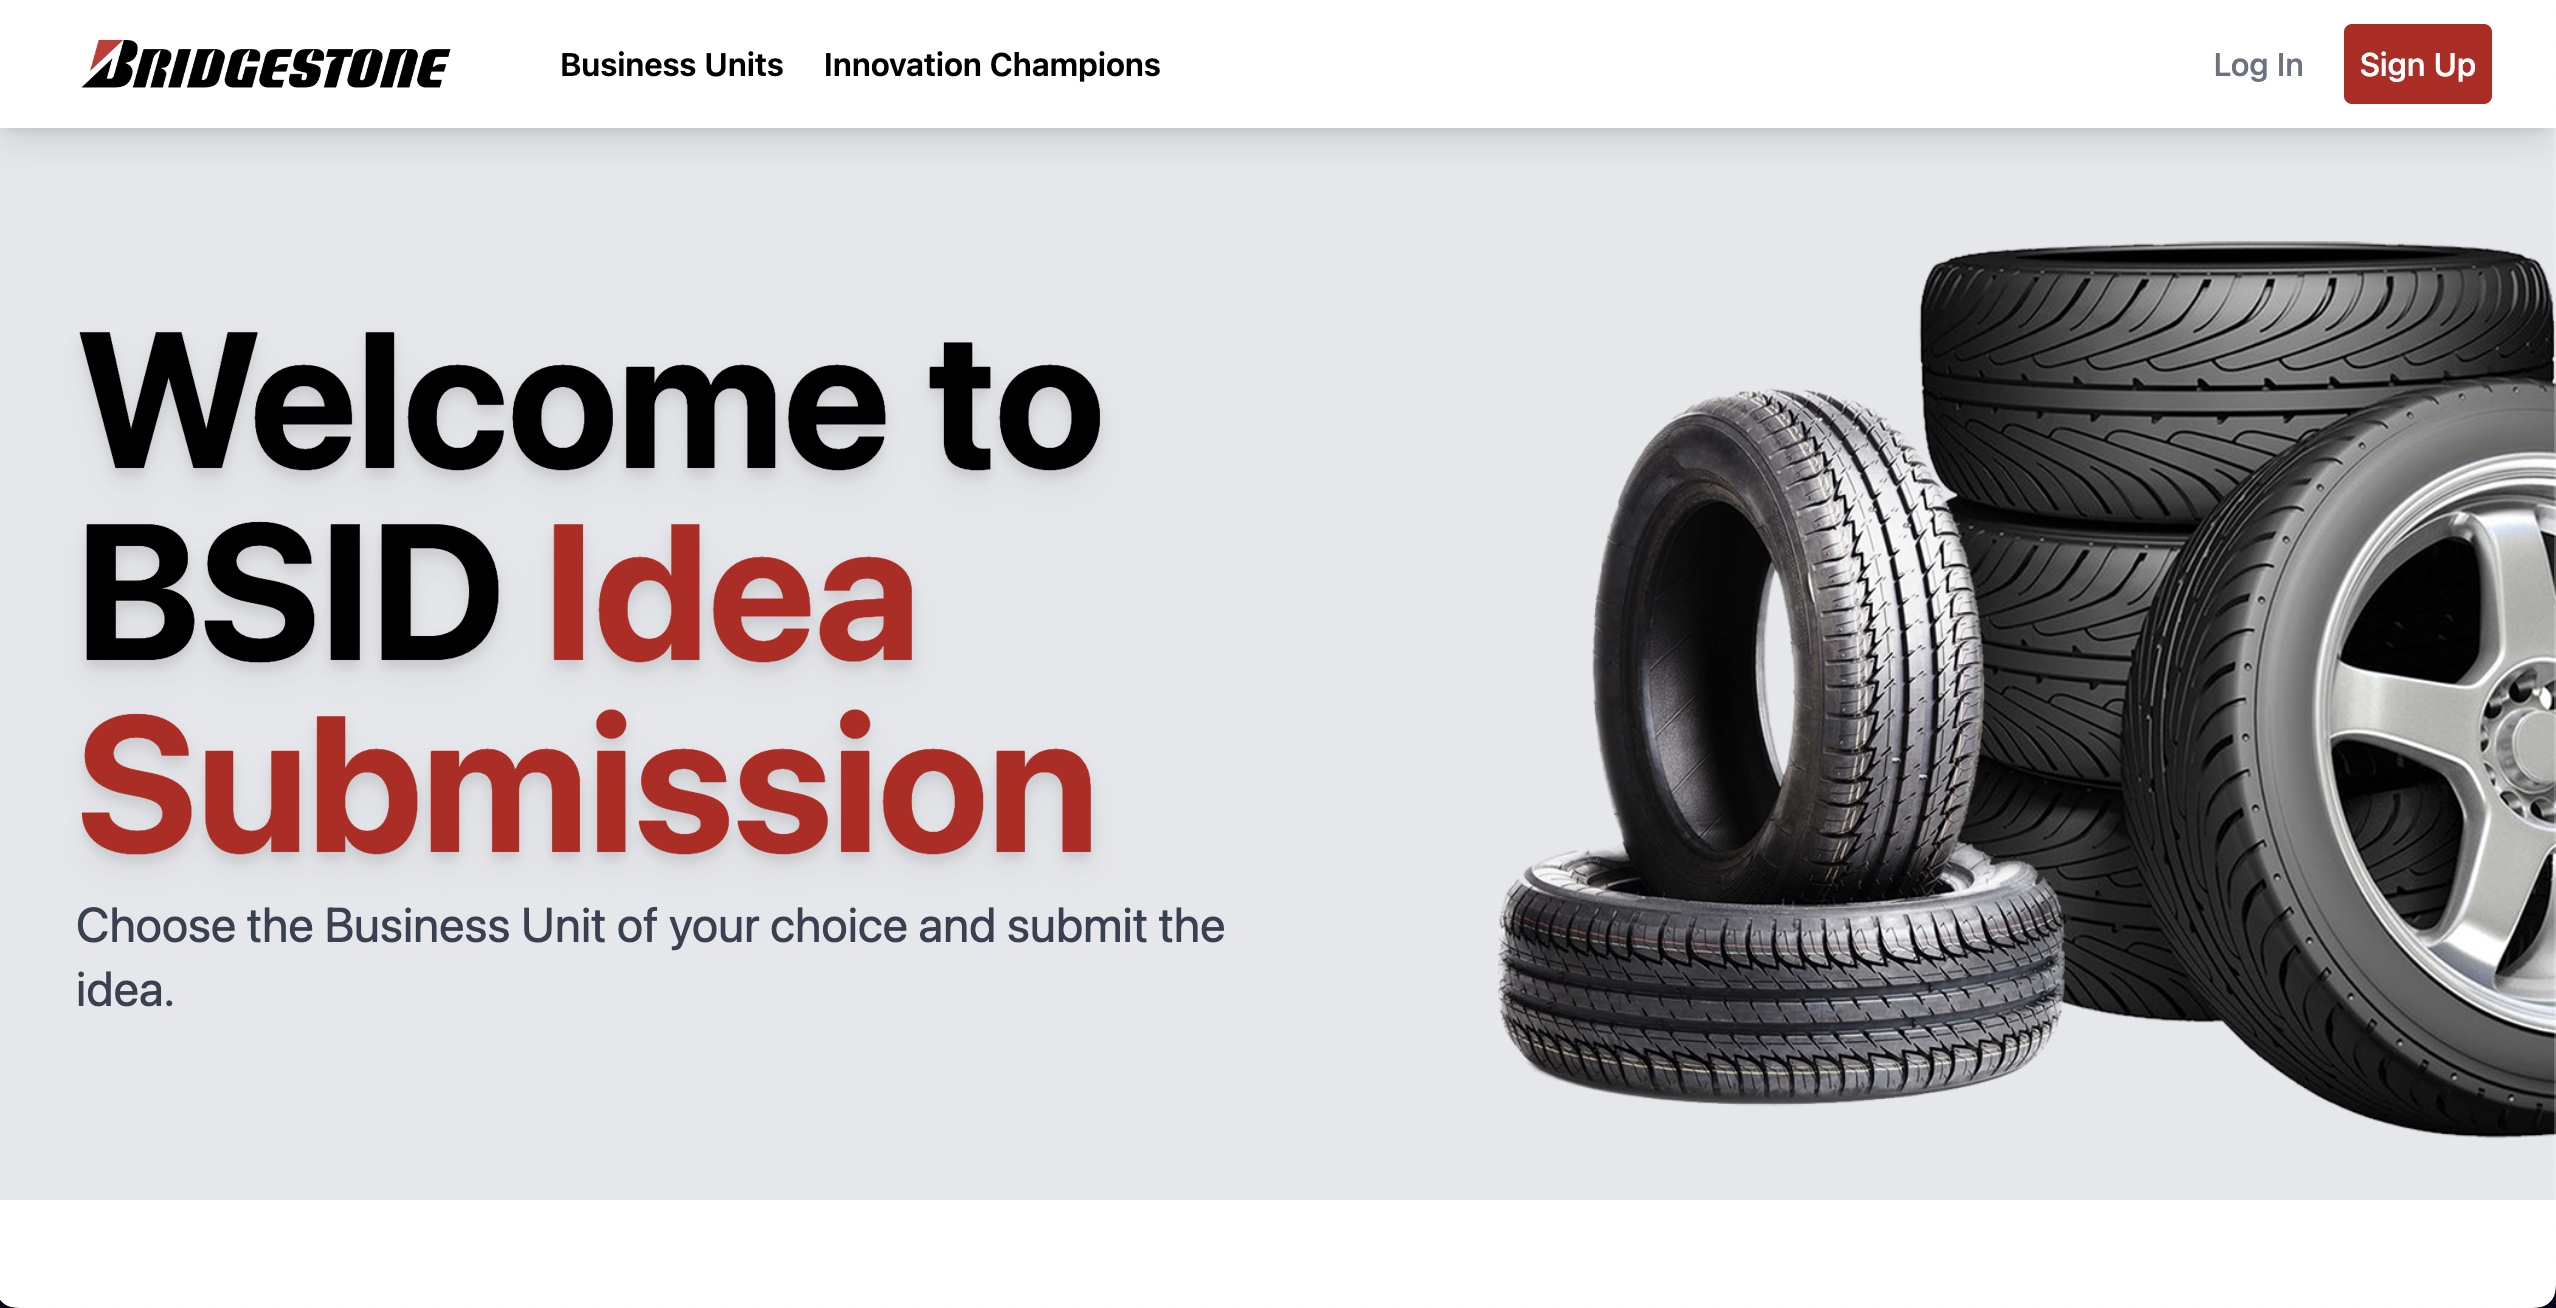 BRIDGESTONE
Business Units
Innovation Champions
Log In
Sign Up
Welcome to
BSID Idea
Submission
Choose the Business Unit of your choice and submit the
idea.